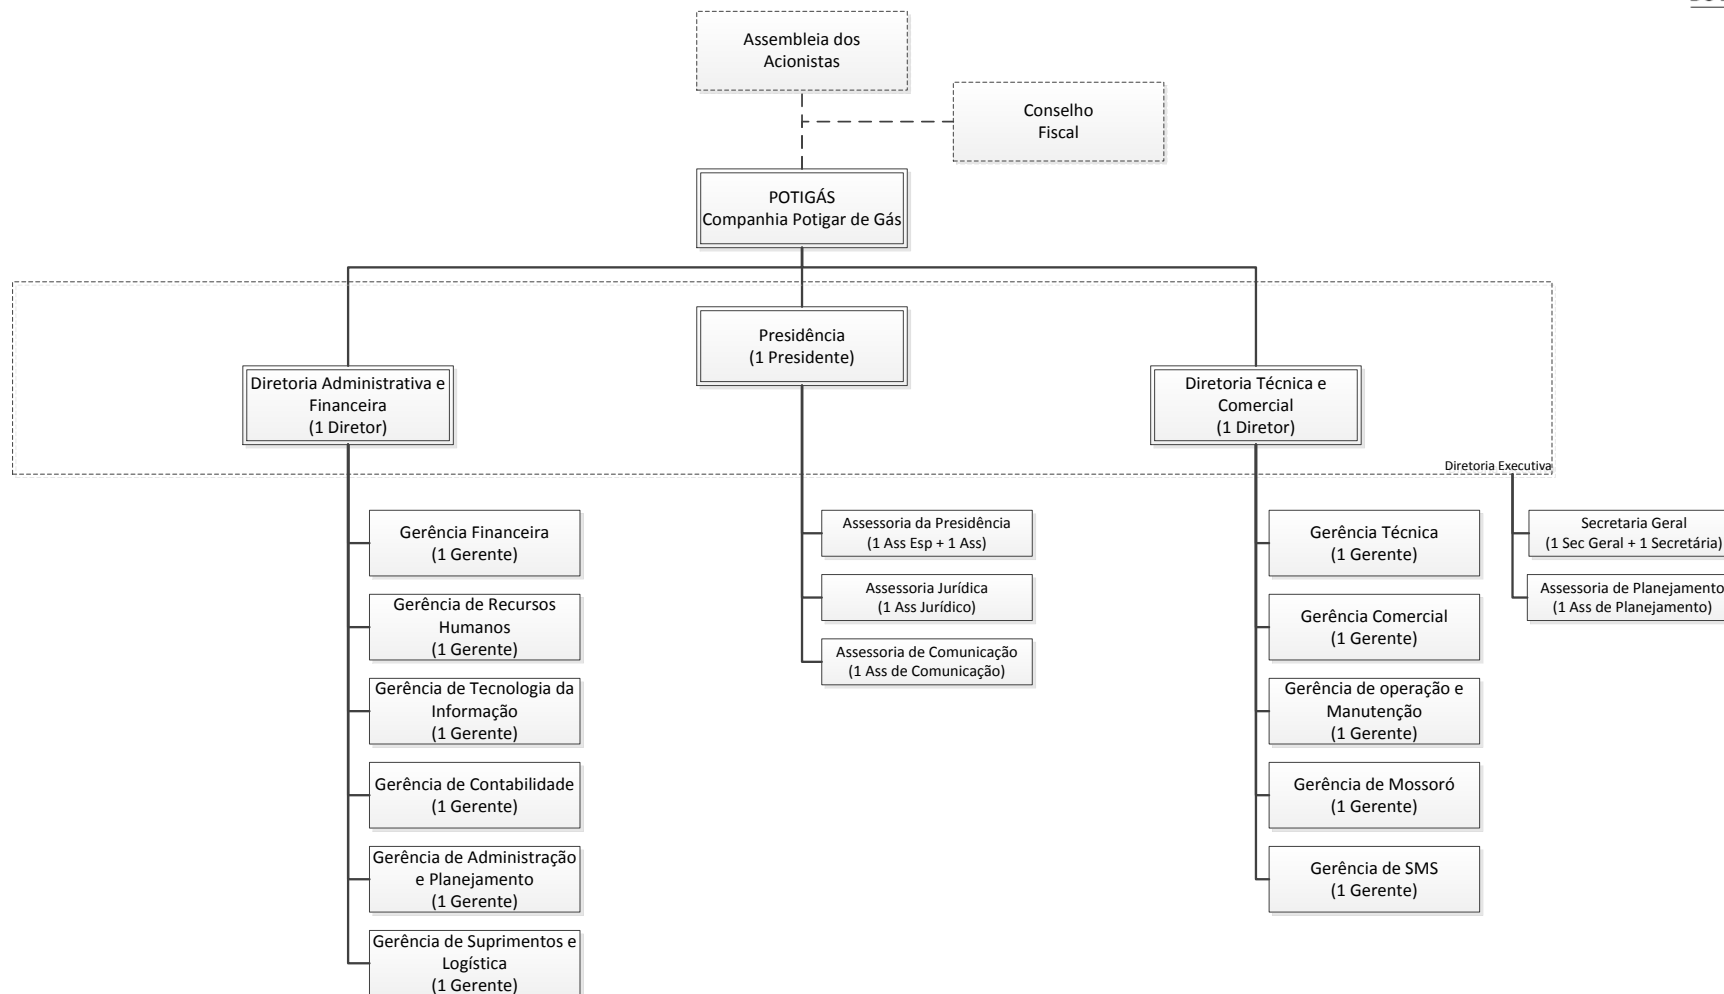 Assembleia dos
Acionistas
Conselho
Fiscal
POTIGÁS
Companhia Potigar de Gás
Presidência
(1 Presidente)
Diretoria Administrativa e
Financeira
(1 Diretor)
Diretoria Técnica e
Comercial
(1 Diretor)
Diretoria Executiva
Gerência Financeira
(1 Gerente)
Gerência de Recursos
Humanos
(1 Gerente)
Gerência de Tecnologia da
Informação
(1 Gerente)
Gerência de Contabilidade
(1 Gerente)
Gerência de Administração
e Planejamento
(1 Gerente)
Gerência de Suprimentos e
Logística
(1 Gerente)
Assessoria da Presidência
(1 Ass Esp + 1 Ass)
Assessoria Jurídica
(1 Ass Jurídico)
Assessoria de Comunicação
(1 Ass de Comunicação)
Gerência Técnica
(1 Gerente)
Gerência Comercial
(1 Gerente)
Gerência de operação e
Manutenção
(1 Gerente)
Gerência de Mossoró
(1 Gerente)
Gerência de SMS
(1 Gerente)
Secretaria Geral
(1 Sec Geral + 1 Secretária)
Assessoria de Planejamento
(1 Ass de Planejamento)